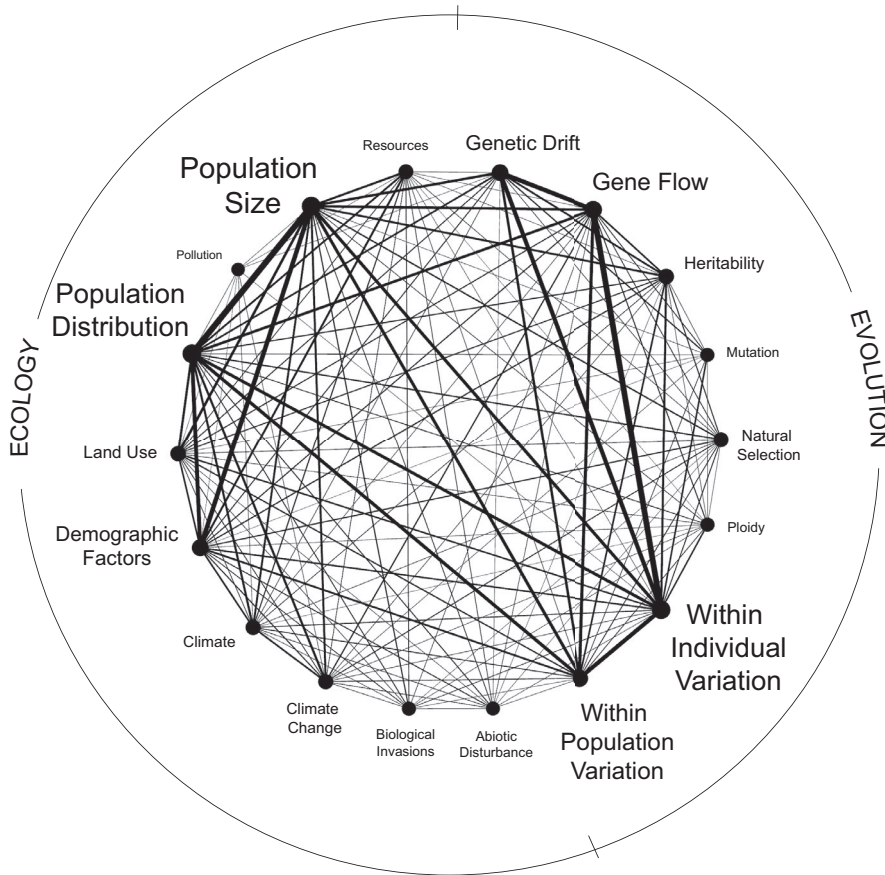 Resources
Genetic Drift
Population
Size
Gene Flow
Pollution
Heritability
Population
Distribution
Mutation
ECOLOGY
EVOLUTION
Land Use
Natural
Selection
Demographic
Factors
Ploidy
Climate
Within
Individual
Variation
Climate
Change
Biological
Invasions
Abiotic
Disturbance
Within
Population
Variation